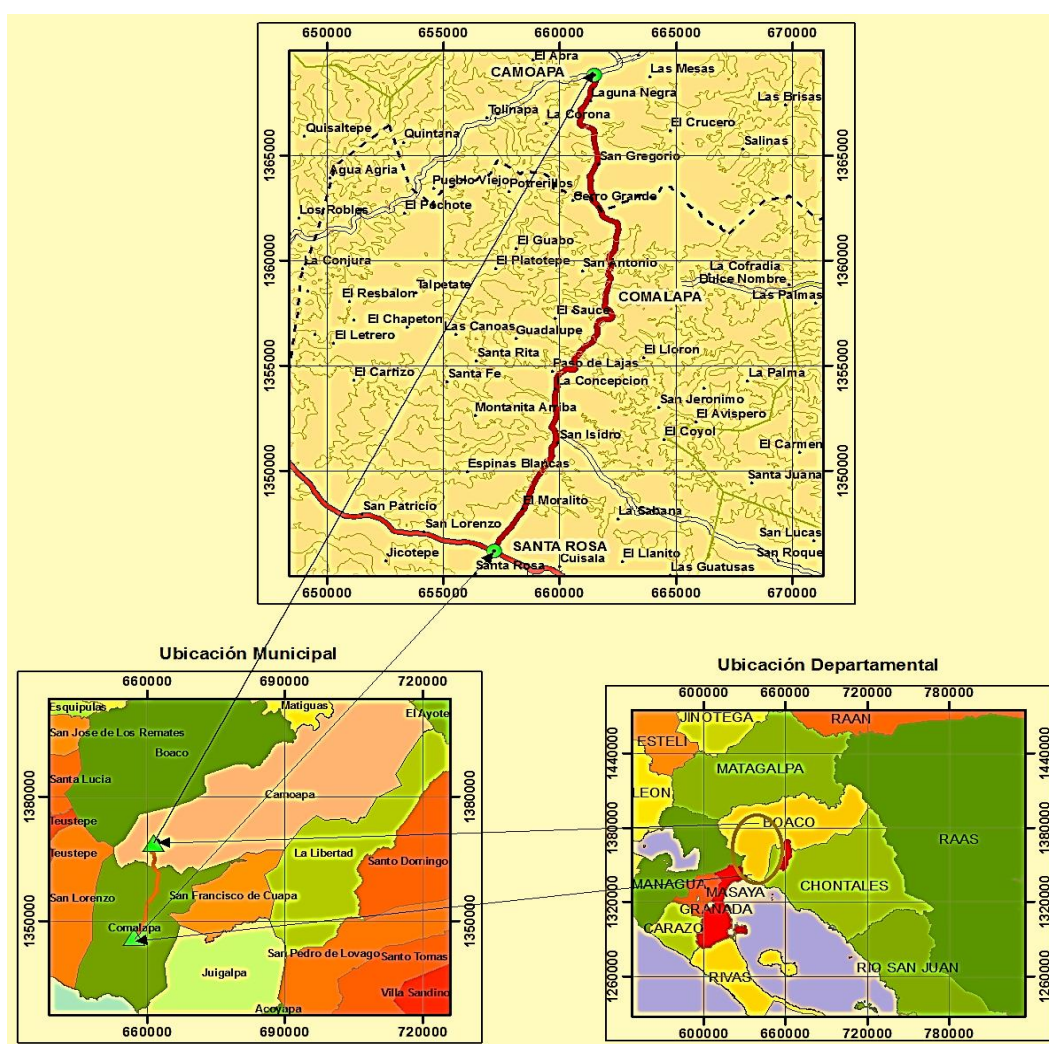 650000 655000 660000 665000 670000
El Abra
CAMOAPA
Las Mesas
Laguna Negra
Las Brisas
Tolinapa
La Corona
Quisaltepe
Quintana
El Crucero
Salinas
1365000
1365000
San Gregorio
Agua Agria
Pueblo Viejo
Potrerillos
Cerro Grande
Los Robles
El Pochote
El Guabo
La Conjura
El Platotepe
San Antonio
La Cofradia
1360000
1360000
Dulce Nombre
El Resbalon
Talpetate
COMALAPA
Las Palmas
El Sauce
El Chapeton
Las Canoas
Guadalupe
El Letrero
El Lloron
Santa Rita
Paso de Lajas
1355000
1355000
El Carrizo
Santa Fe
La Concepcion
La Palma
San Jeronimo
Montanita Arriba
El Avispero
San Isidro
El Coyol
El Carmen
Espinas Blancas
Santa Juana
1350000
1350000
San Patricio
El Moralito
La Sabana
San Lorenzo
San Lucas
SANTA ROSA
Jicotepe
Cuisala
El Llanito
San Roque
Santa Rosa
Las Guatusas
650000 655000 660000 665000 670000
Ubicación Municipal
660000 690000 720000
Esquipulas
Matiguas
El Ayote
San Jose de Los Remates
Boaco
Santa Lucia
Camoapa
1380000
1380000
Teustepe
Teustepe
La Libertad
Santo Domingo
San Lorenzo
San Francisco de Cuapa
Comalapa
1350000
1350000
San Pedro de Lovago
Santo Tomas
Juigalpa
Villa Sandino
Acoyapa
660000 690000 720000
Ubicación Departamental
600000 660000 720000 780000
JINOTEGA
RAAN
ESTELI
1440000
1440000
MATAGALPA
LEON
BOACO
1380000
1380000
RAAS
MANAGUA
MASAYA
CHONTALES
1320000
1320000
GRANADA
CARAZO
RIO SAN JUAN
RIVAS
1260000
1260000
600000 660000 720000 780000